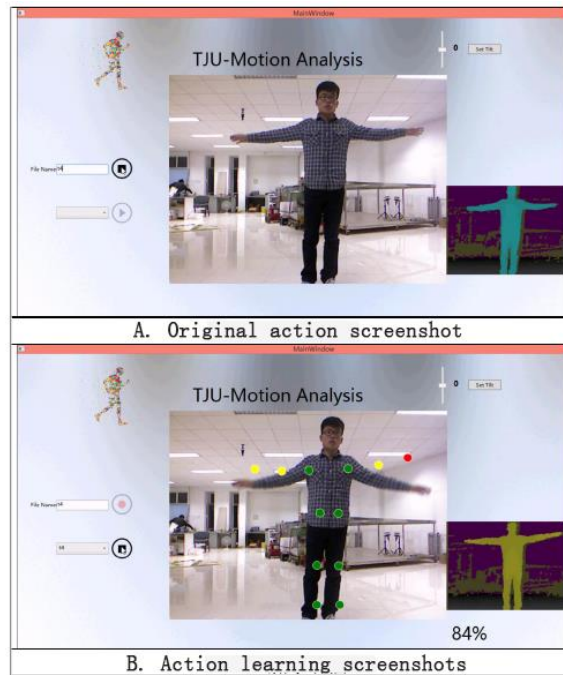 MainWindow
TJU-Motion Analysis
0 Set Tilt
File Name
A. Original action screenshot
MainWindow
TJU-Motion Analysis
0 Set Tilt
File Name
84%
B. Action learning screenshots